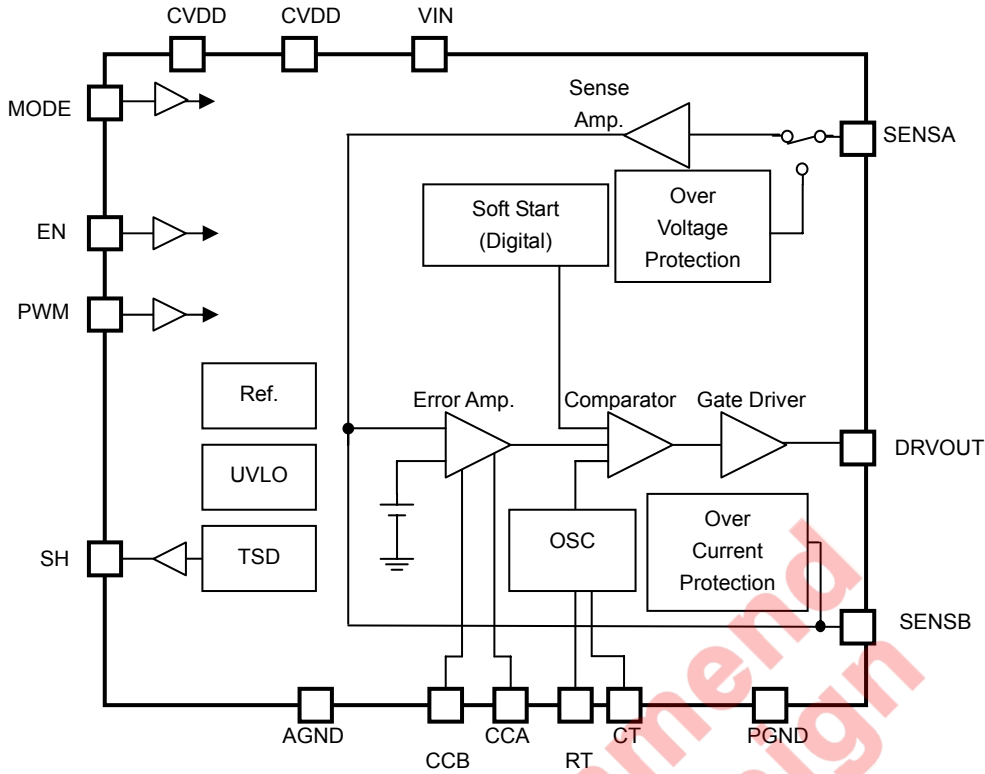 CVDD
CVDD
VIN
MODE
Sense
Amp.
SENSA
Soft Start
(Digital)
Over
Voltage
Protection
EN
PWM
Ref.
Error Amp.
Comparator
Gate Driver
DRVOUT
UVLO
OSC
Over
Current
Protection
SH
TSD
SENSB
AGND
CCB
CCA
RT
CT
PGND